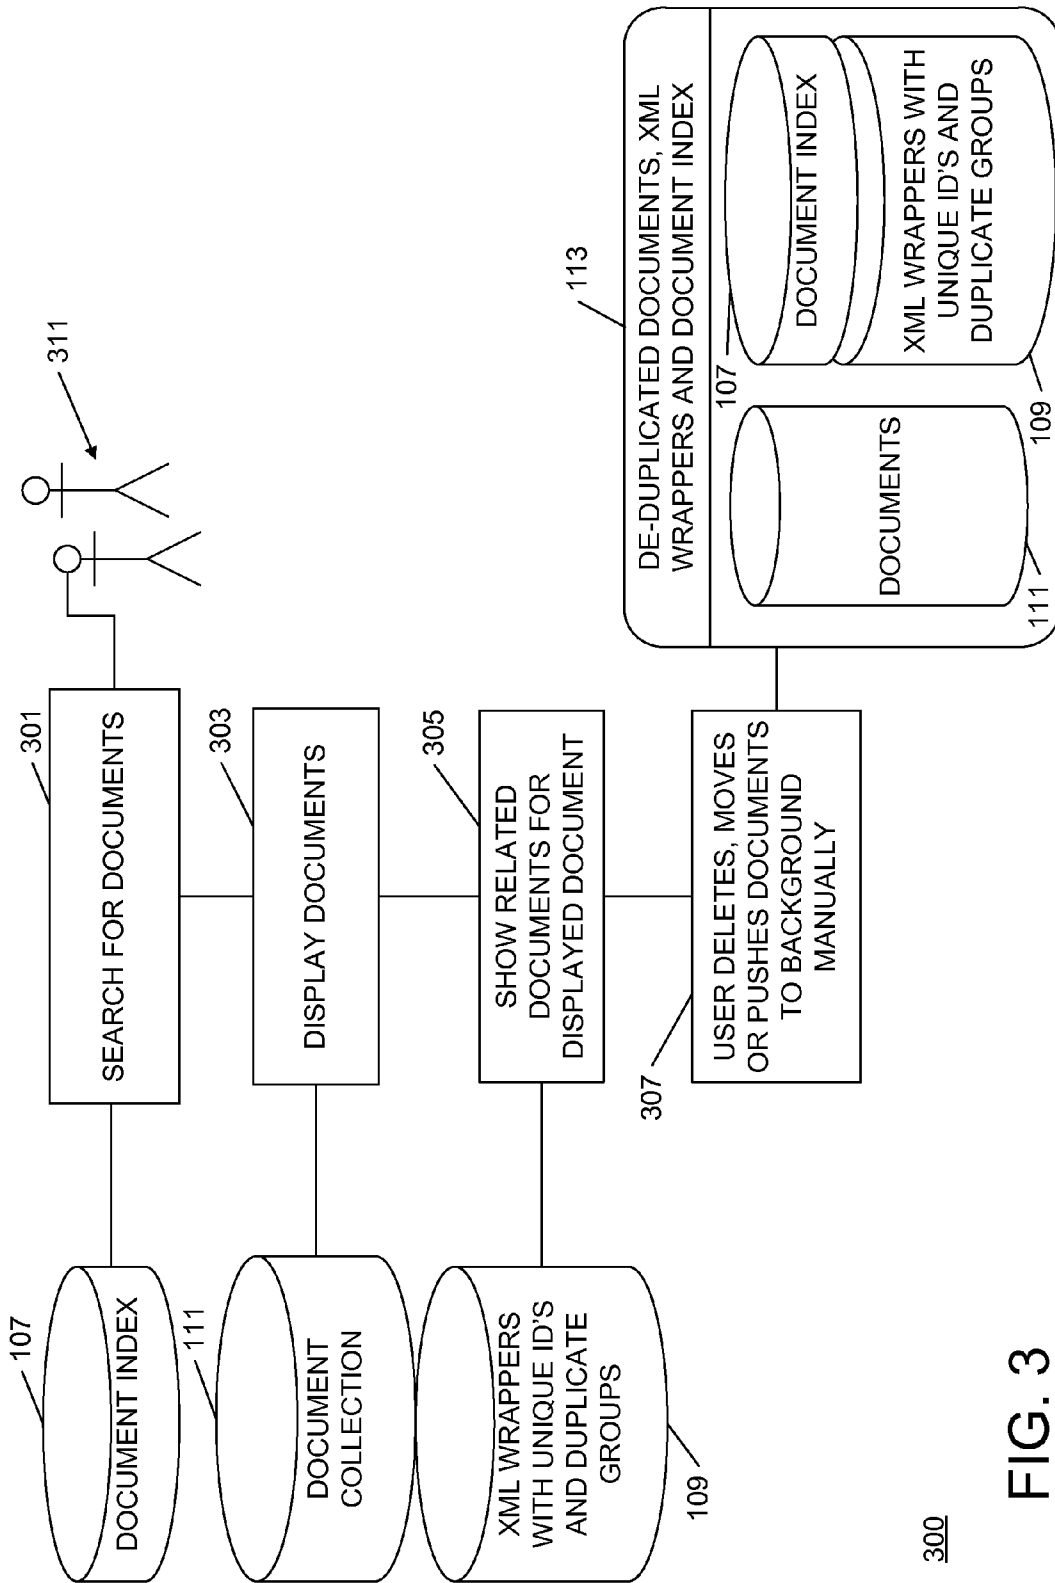 107
DOCUMENT INDEX
301
SEARCH FOR DOCUMENTS
311
111
DOCUMENT
COLLECTION
303
DISPLAY DOCUMENTS
XML WRAPPERS
WITH UNIQUE ID'S
AND DUPLICATE
GROUPS
109
305
SHOW RELATED
DOCUMENTS FOR
DISPLAYED DOCUMENT
307
USER DELETES, MOVES
OR PUSHES DOCUMENTS
TO BACKGROUND
MANUALLY
113
DE-DUPLICATED DOCUMENTS, XML
WRAPPERS AND DOCUMENT INDEX
DOCUMENTS
111
107
DOCUMENT INDEX
XML WRAPPERS WITH
UNIQUE ID'S AND
DUPLICATE GROUPS
109
300
FIG. 3